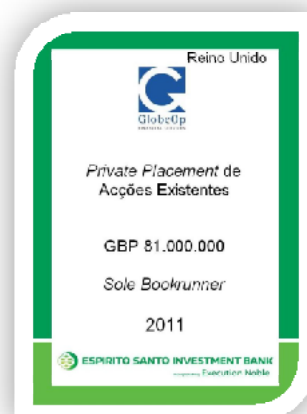 Reino Unido
GlobeOp
Private Placement de
Acções Existentes
GBP 81.000.000
Sole Bookrunner
2011
ESPIRITO SANTO INVESTMENT BANK
Execution Noble